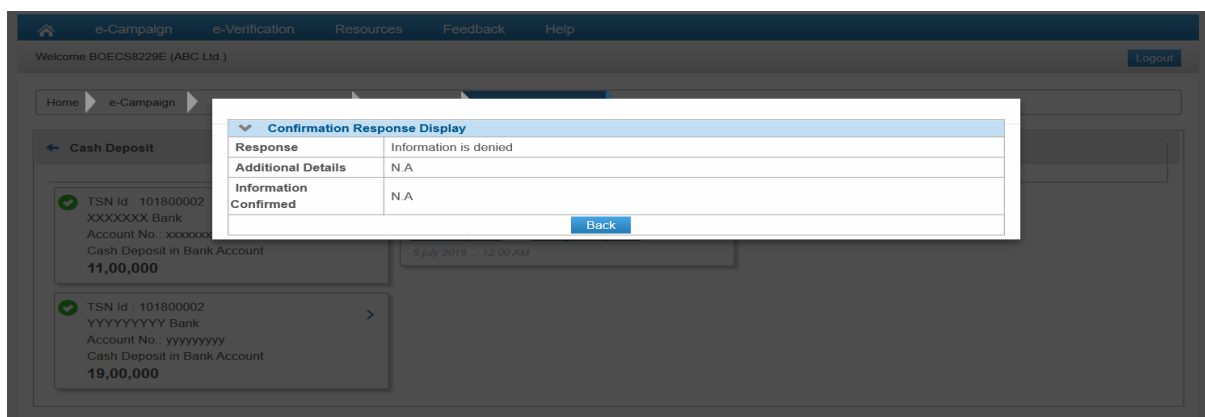 e-Campaign e-Verification Resources Feedback Help
Welcome BOECS8229E (ABC Ltd.)
Logout
Home e-Campaign
Cash Deposit
Confirmation Response Display
Response Information is denied
Additional Details N.A
Information Confirmed N.A
Back
TSN Id : 101800002
XXXXXXX Bank
Account No.: xxxxxxx
Cash Deposit in Bank Account
11,00,000
5 july 2019 12.00 AM
TSN Id : 101800002
YYYYYYYYY Bank
Account No.: yyyyyyyyy
Cash Deposit in Bank Account
19,00,000